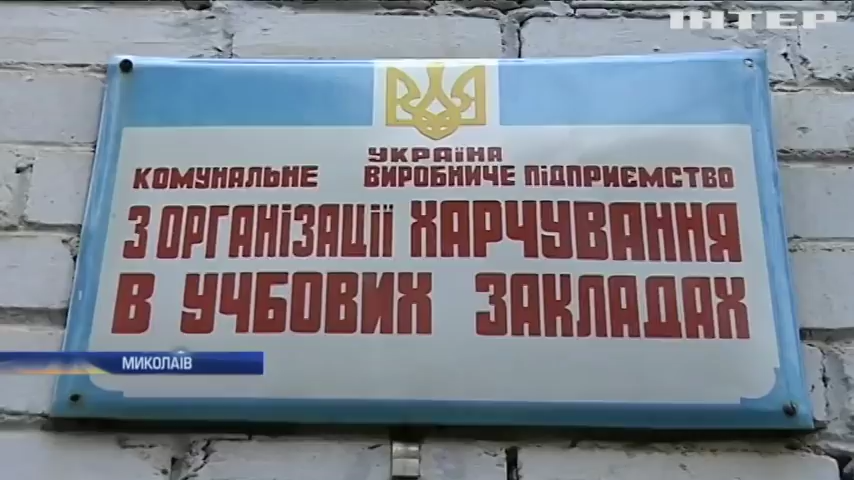 ІНТЕР
УКРАЇНА
КОМУНАЛЬНЕ ВИРОБНИЧЕ ПІДПРИЄМСТВО
З ОРГАНІЗАЦІЇ ХАРЧУВАННЯ
В УЧБОВИХ ЗАКЛАДАХ
МИКОЛАЇВ